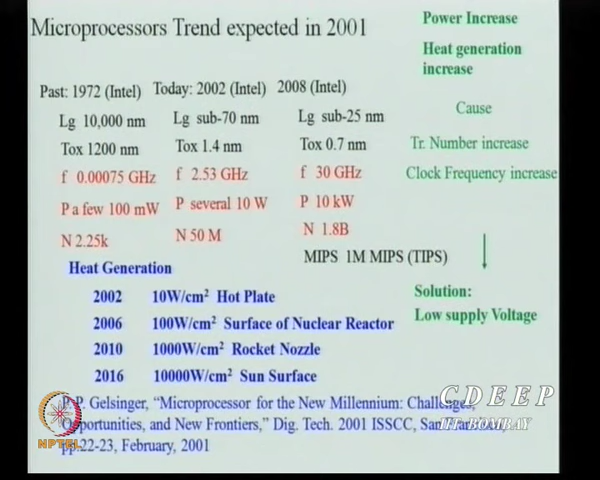 Microprocessors Trend expected in 2001
Power Increase
Heat generation
increase
Cause
Tr. Number increase
Clock Frequency increase
Solution:
Low supply Voltage
Past: 1972 (Intel) Today: 2002 (Intel) 2008 (Intel)
Lg 10,000 nm Lg sub-70 nm Lg sub-25 nm
Tox 1200 nm Tox 1.4 nm Tox 0.7 nm
f 0.00075 GHz f 2.53 GHz f 30 GHz
P a few 100 mW P several 10 W P 10 kW
N 2.25k N 50 M N 1.8B
MIPS 1M MIPS (TIPS)
Heat Generation
2002 10W/cm² Hot Plate
2006 100W/cm² Surface of Nuclear Reactor
2010 1000W/cm² Rocket Nozzle
2016 10000W/cm² Sun Surface
P.P. Gelsinger, "Microprocessor for the New Millennium: Challenges,
Opportunities, and New Frontiers," Dig. Tech. 2001 ISSCC, San
pp.22-23, February, 2001
NPTEL
CDEEP
IIT BOMBAY